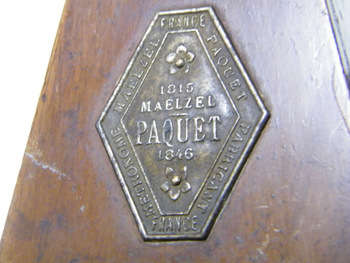 FRANCE
METRONOME MAELZEL
PAQUET FABRICANT
1815
MAELZEL
PAQUET
1846
FRANCE